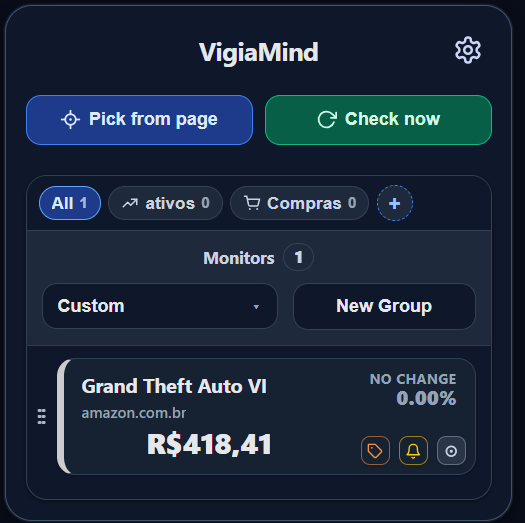 VigiaMind
Pick from page
Check now
All 1
ativos 0
Compras 0
+
Monitors 1
Custom
New Group
Grand Theft Auto VI
amazon.com.br
R$418,41
NO CHANGE
0.00%